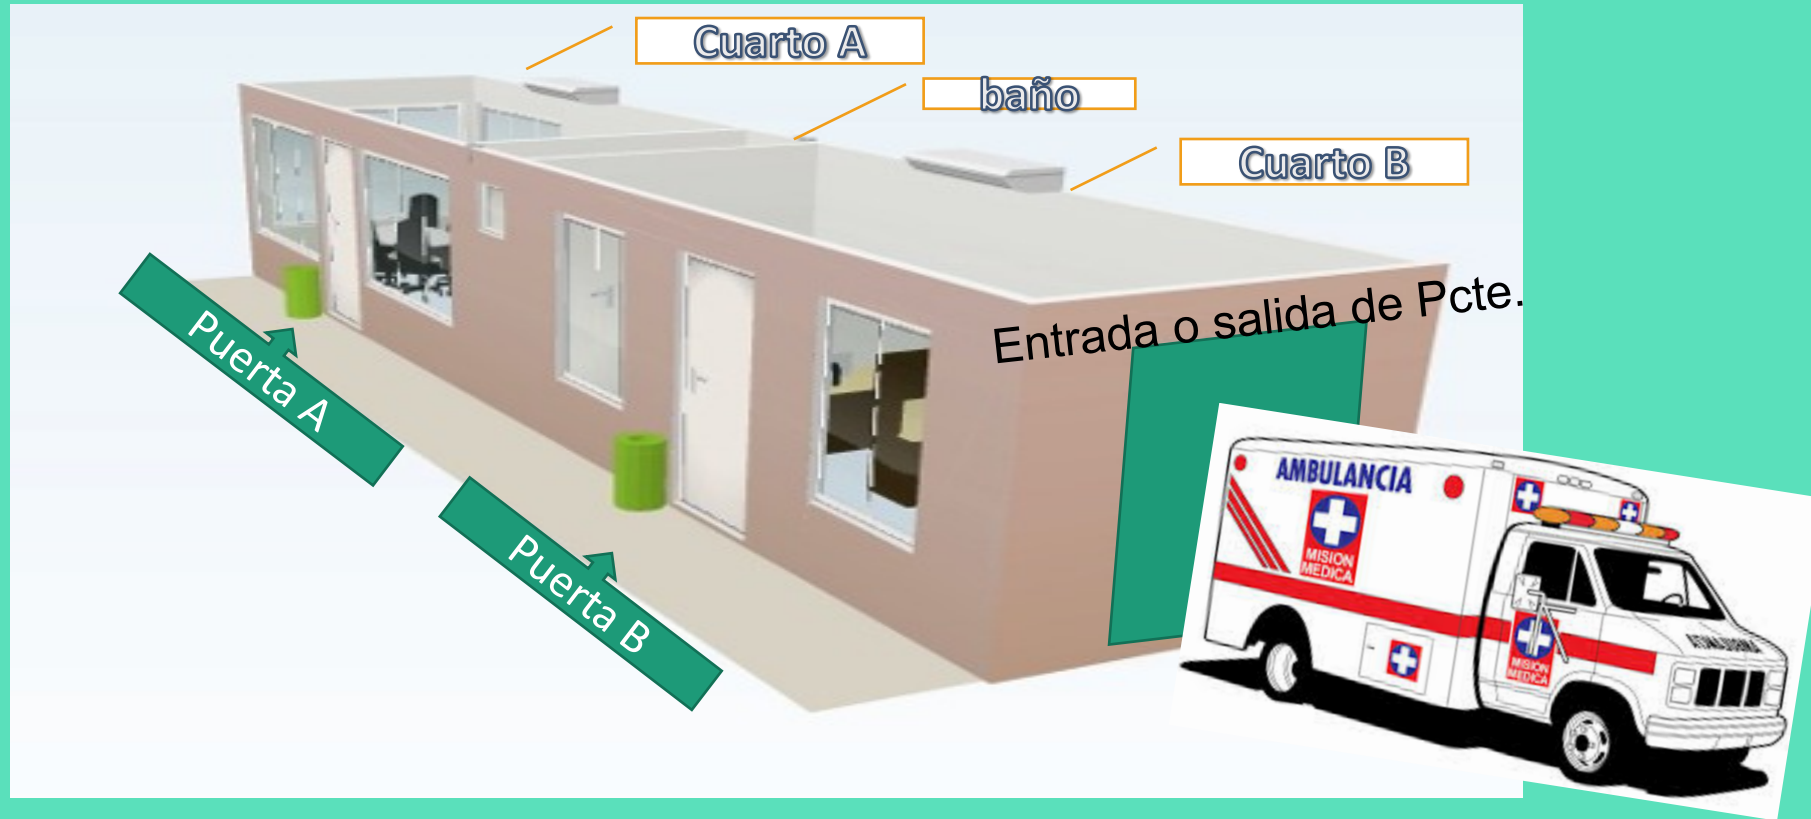 Cuarto A
baño
Cuarto B
Entrada o salida de Pcte.
Puerta A
Puerta B
AMBULANCIA
MISION
MEDICA
MISION
MEDICA